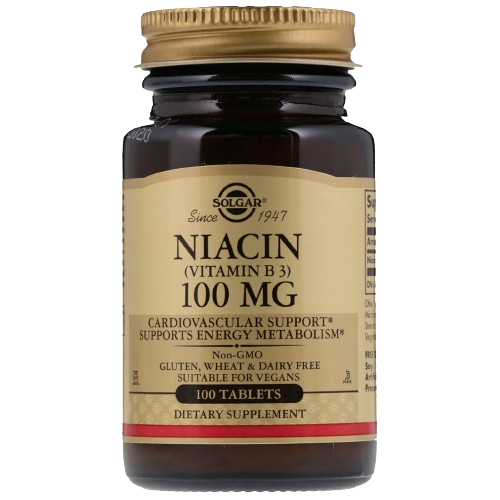 SOLGAR®
Since 1947
NIACIN
(VITAMIN B 3)
100 MG
CARDIOVASCULAR SUPPORT*
SUPPORTS ENERGY METABOLISM*
Non-GMO
GLUTEN, WHEAT & DAIRY FREE
SUITABLE FOR VEGANS
100 TABLETS
DIETARY SUPPLEMENT